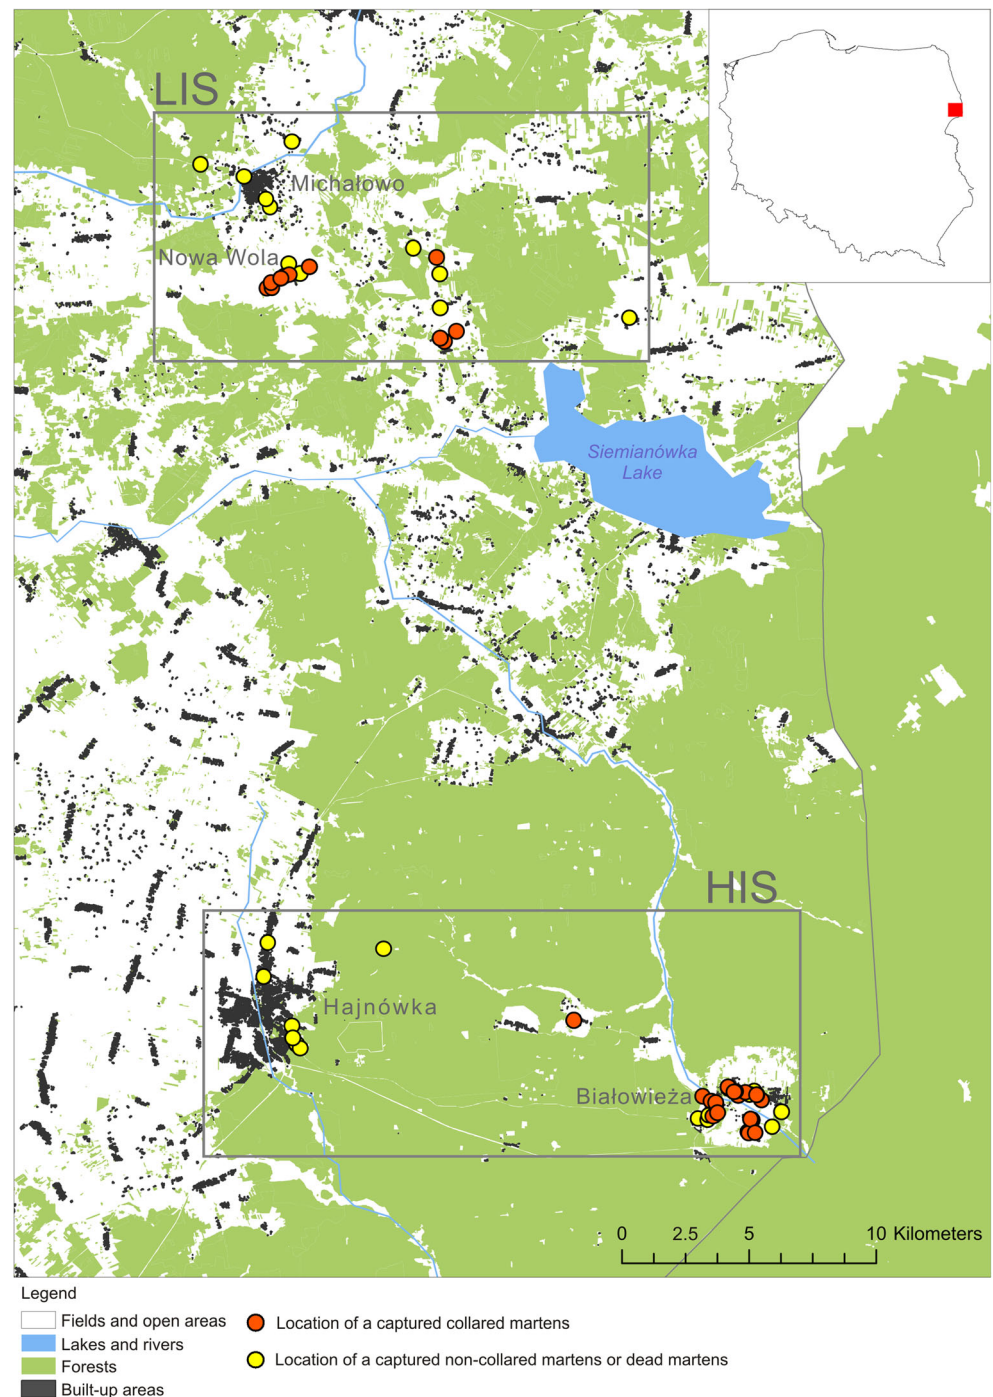 LIS
Michałowo
Nowa Wola
Siemianówka
Lake
HIS
Hajnówka
Białowieża
0 2.5 5 10 Kilometers
Legend
Fields and open areas
Lakes and rivers
Forests
Built-up areas
Location of a captured collared martens
Location of a captured non-collared martens or dead martens